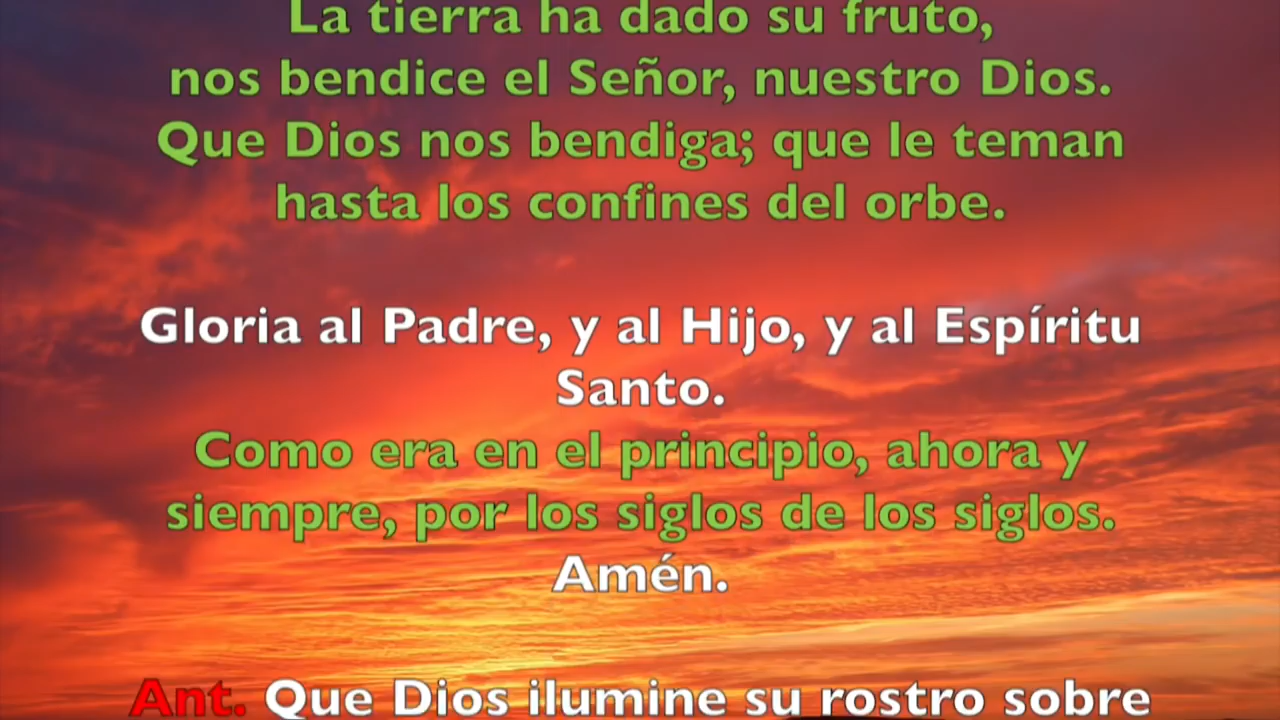 La tierra ha dado su fruto,
nos bendice el Señor, nuestro Dios.
Que Dios nos bendiga; que le teman
hasta los confines del orbe.
Gloria al Padre, y al Hijo, y al Espíritu
Santo.
Como era en el principio, ahora y
siempre, por los siglos de los siglos.
Amén.
Ant. Que Dios ilumine su rostro sobre